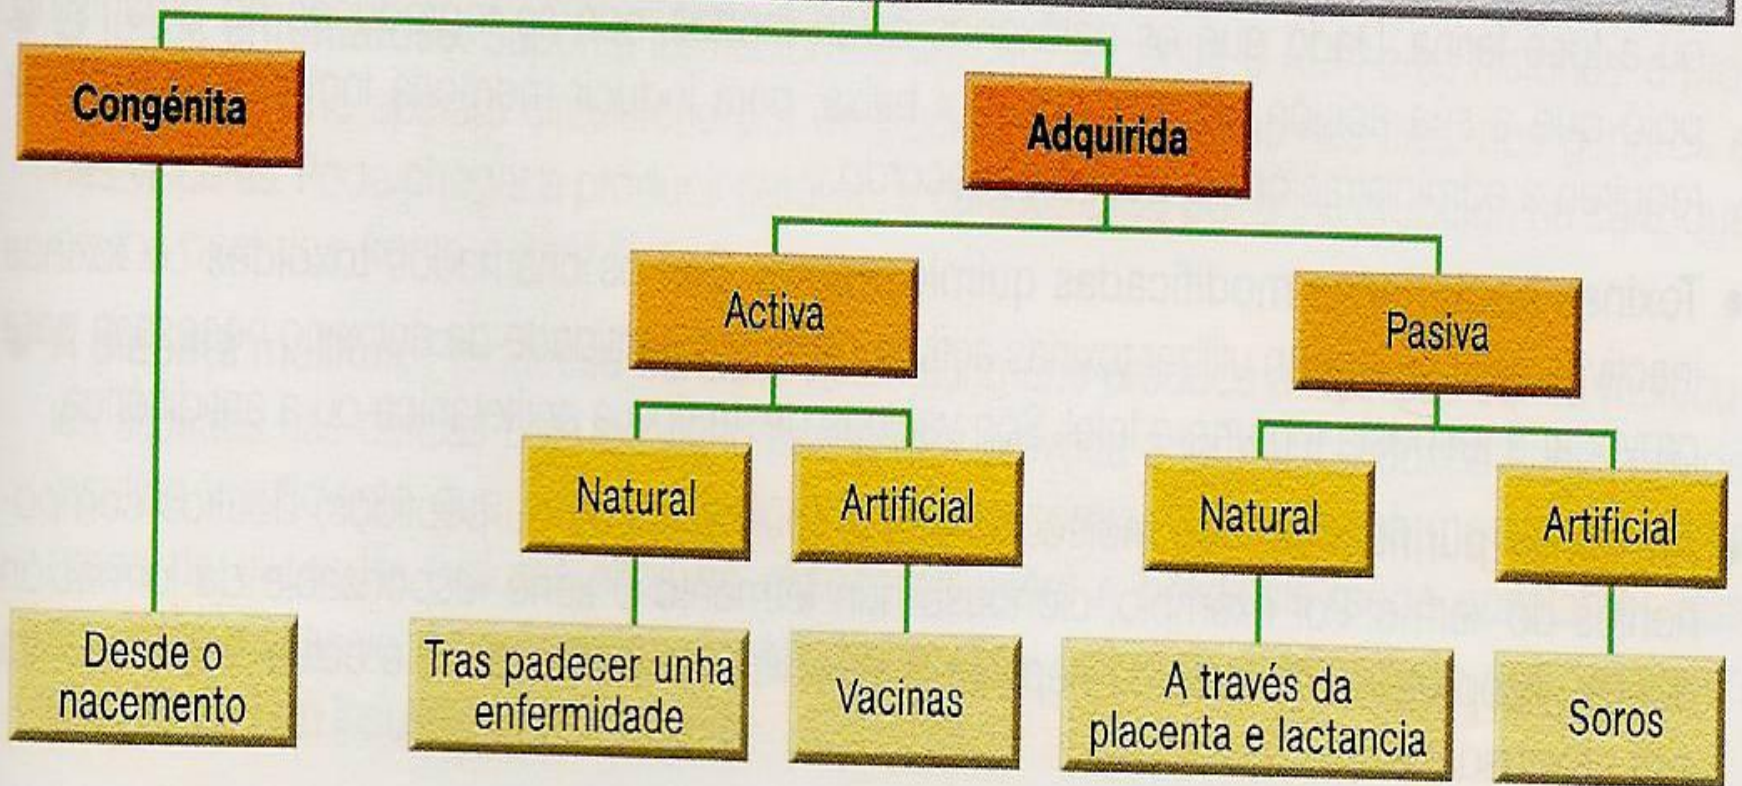 Congénita
Adquirida
Activa
Pasiva
Natural
Artificial
Natural
Artificial
Desde o
nacemento
Tras padecer unha
enfermidade
Vacinas
A través da
placenta e lactancia
Soros